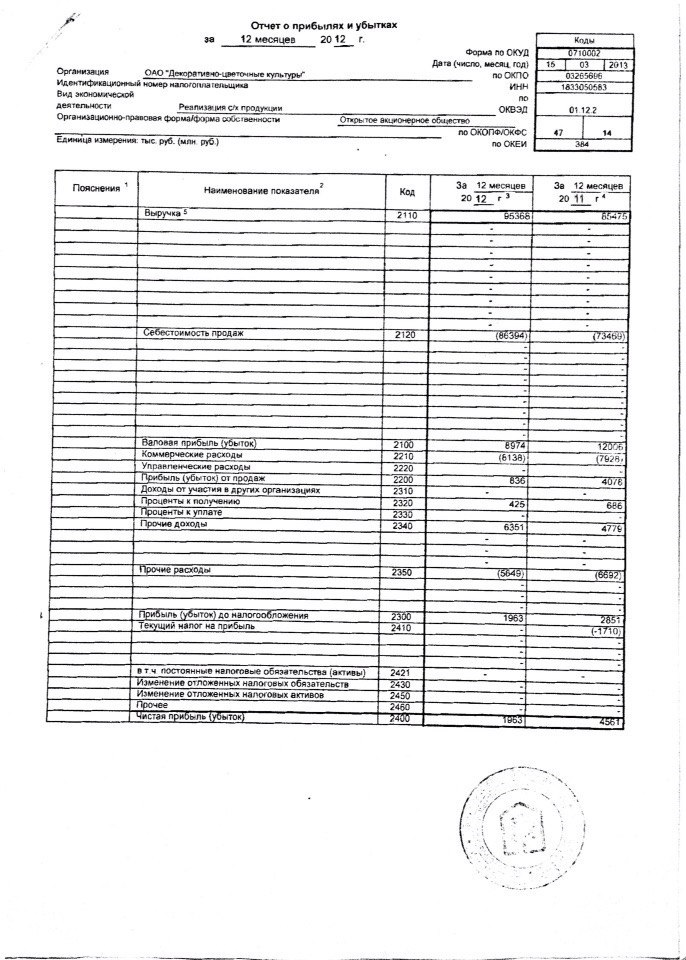 Отчет о прибылях и убытках
за 12 месяцев 20 12 г.
Коды
Форма по ОКУД 0710002
Дата (число, месяц, год) 15 03 2013
Организация ОАО "Декоративно-цветочные культуры" по ОКПО 03265686
Идентификационный номер налогоплательщика ИНН 1833050583
Вид экономической по
деятельности Реализация с/х продукции ОКВЭД 01.12.2
Организационно-правовая форма/форма собственности Открытое акционерное общество
по ОКОПФ/ОКФС 47 14
Единица измерения: тыс. руб. (млн. руб.) по ОКЕИ 384
Пояснения 1 Наименование показателя 2 Код За 12 месяцев 20 12 г 3 За 12 месяцев 20 11 г 4
Выручка 5 2110 95368 85475
- -
- -
- -
- -
- -
- -
- -
- -
- -
Себестоимость продаж 2120 (86394) (73469)
- -
- -
- -
- -
- -
- -
- -
- -
Валовая прибыль (убыток) 2100 8974 12006
Коммерческие расходы 2210 (8138) (7928)
Управленческие расходы 2220 - -
Прибыль (убыток) от продаж 2200 836 4078
Доходы от участия в других организациях 2310 - -
Проценты к получению 2320 425 686
Проценты к уплате 2330 - -
Прочие доходы 2340 6351 4779
- -
- -
- -
Прочие расходы 2350 (5649) (6692)
- -
- -
- -
Прибыль (убыток) до налогообложения 2300 1963 2851
Текущий налог на прибыль 2410 - (-1710)
- -
- -
- -
в т.ч. постоянные налоговые обязательства (активы) 2421 - -
Изменение отложенных налоговых обязательств 2430 - -
Изменение отложенных налоговых активов 2450 - -
Прочее 2460 - -
Чистая прибыль (убыток) 2400 1963 4561